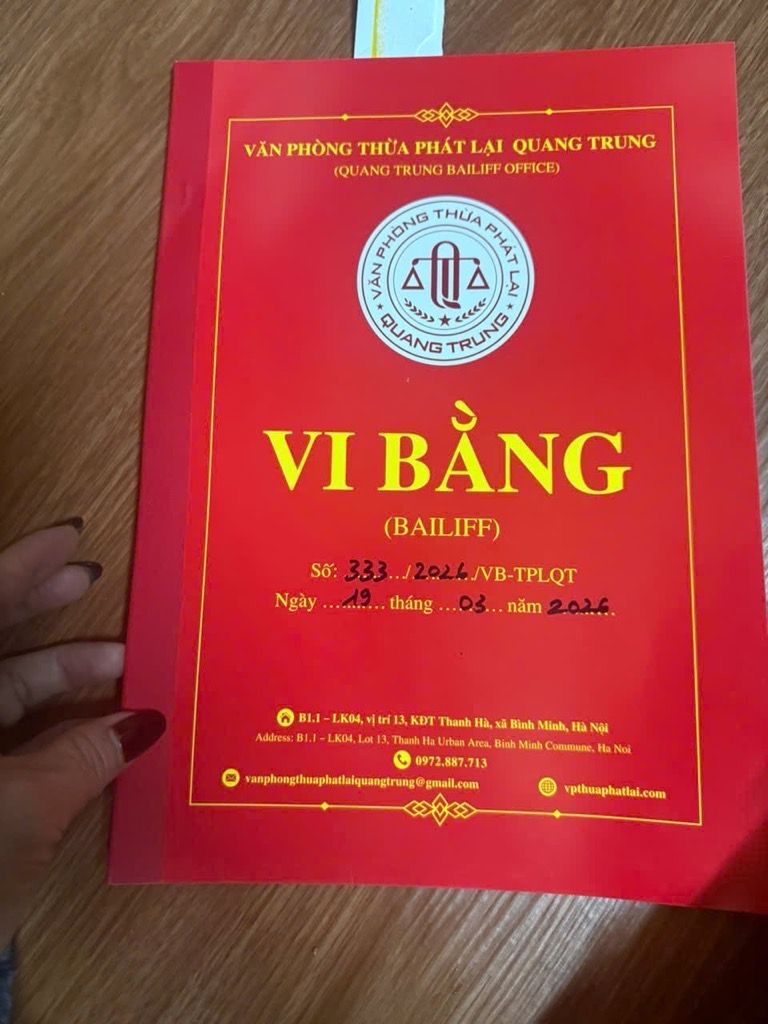 VĂN PHÒNG THỪA PHÁT LẠI QUANG TRUNG
(QUANG TRUNG BAILIFF OFFICE)
VĂN PHÒNG THỪA PHÁT LẠI
QUANG TRUNG
VI BẰNG
(BAILIFF)
Số: 333.../2026./VB-TPLQT
Ngày ...19... tháng ...03... năm 2026...
B1.1 – LK04, vị trí 13, KĐT Thanh Hà, xã Bình Minh, Hà Nội
Address: B1.1 – LK04, Lot 13, Thanh Ha Urban Area, Binh Minh Commune, Ha Noi
0972.887.713
vanphongthuaphatlaiquangtrung@gmail.com vpthuaphatlai.com